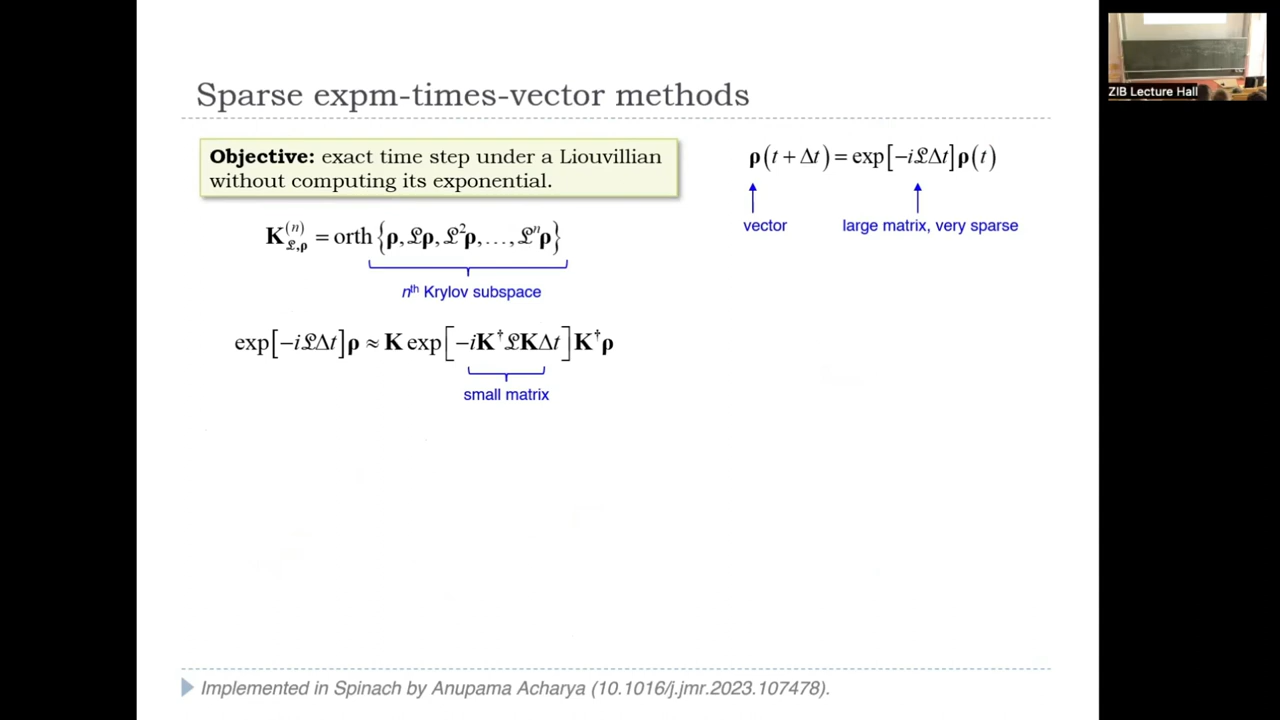 Sparse expm-times-vector methods
Objective: exact time step under a Liouvillian
without computing its exponential.
ρ(t + Δt) = exp[−iℒΔt]ρ(t)
vector
large matrix, very sparse
K^{(n)}_{ℒ,ρ} = orth{ρ, ℒρ, ℒ²ρ, …, ℒⁿρ}
nᵗʰ Krylov subspace
exp[−iℒΔt]ρ ≈ K exp[−iK†ℒKΔt]K†ρ
small matrix
Implemented in Spinach by Anupama Acharya (10.1016/j.jmr.2023.107478).
ZIB Lecture Hall